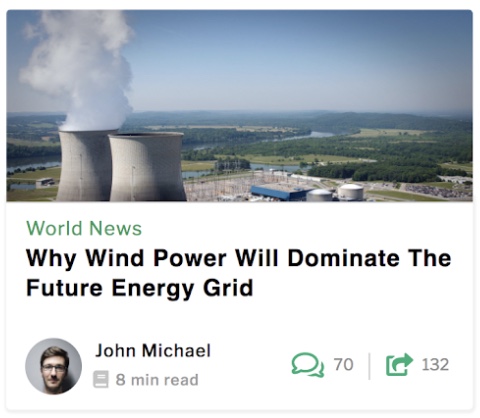 World News
Why Wind Power Will Dominate The
Future Energy Grid
John Michael
8 min read
70
132